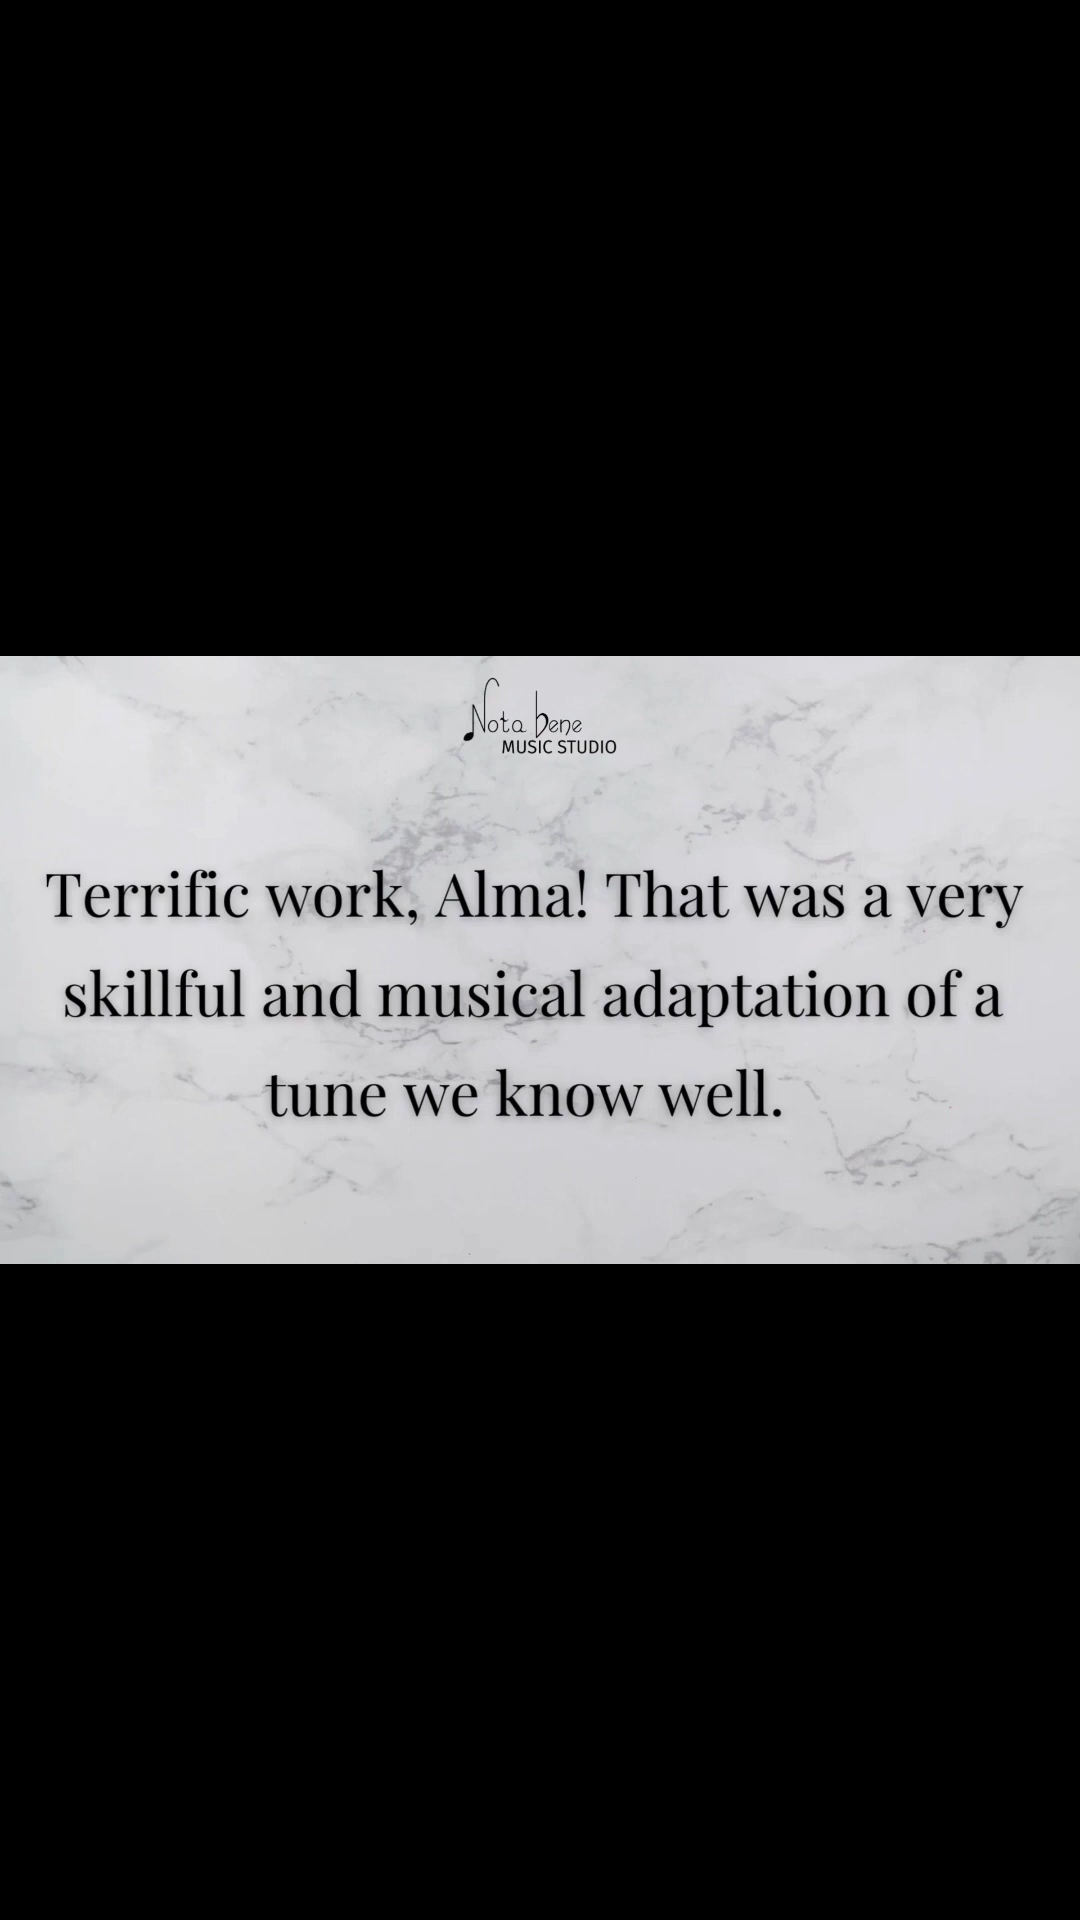 Nota bene
MUSIC STUDIO
Terrific work, Alma! That was a very
skillful and musical adaptation of a
tune we know well.